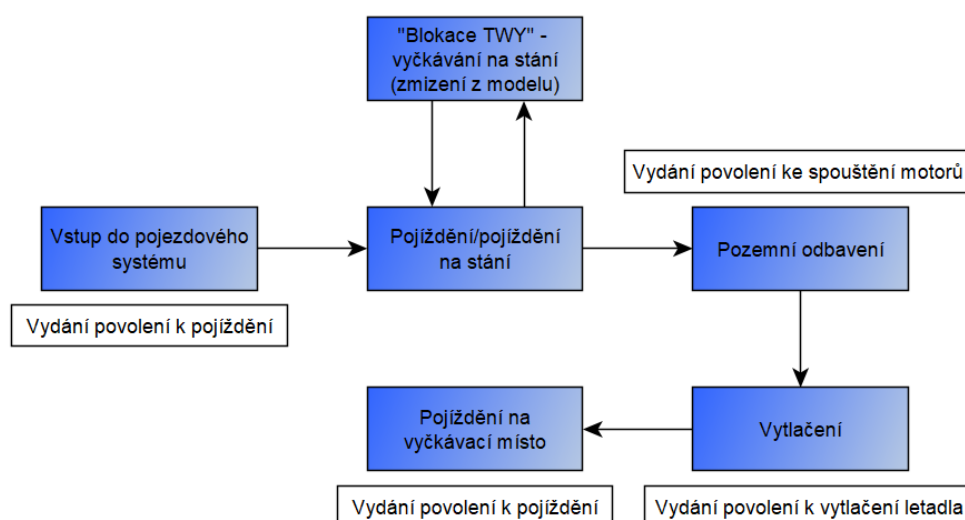 "Blokace TWY" -
vyčkávání na stání
(zmizení z modelu)
Vydání povolení ke spouštění motorů
Vstup do pojezdového
systému
Pojíždění/pojíždění
na stání
Pozemní odbavení
Vydání povolení k pojíždění
Pojíždění na
vyčkávací místo
Vytlačení
Vydání povolení k pojíždění
Vydání povolení k vytlačení letadla